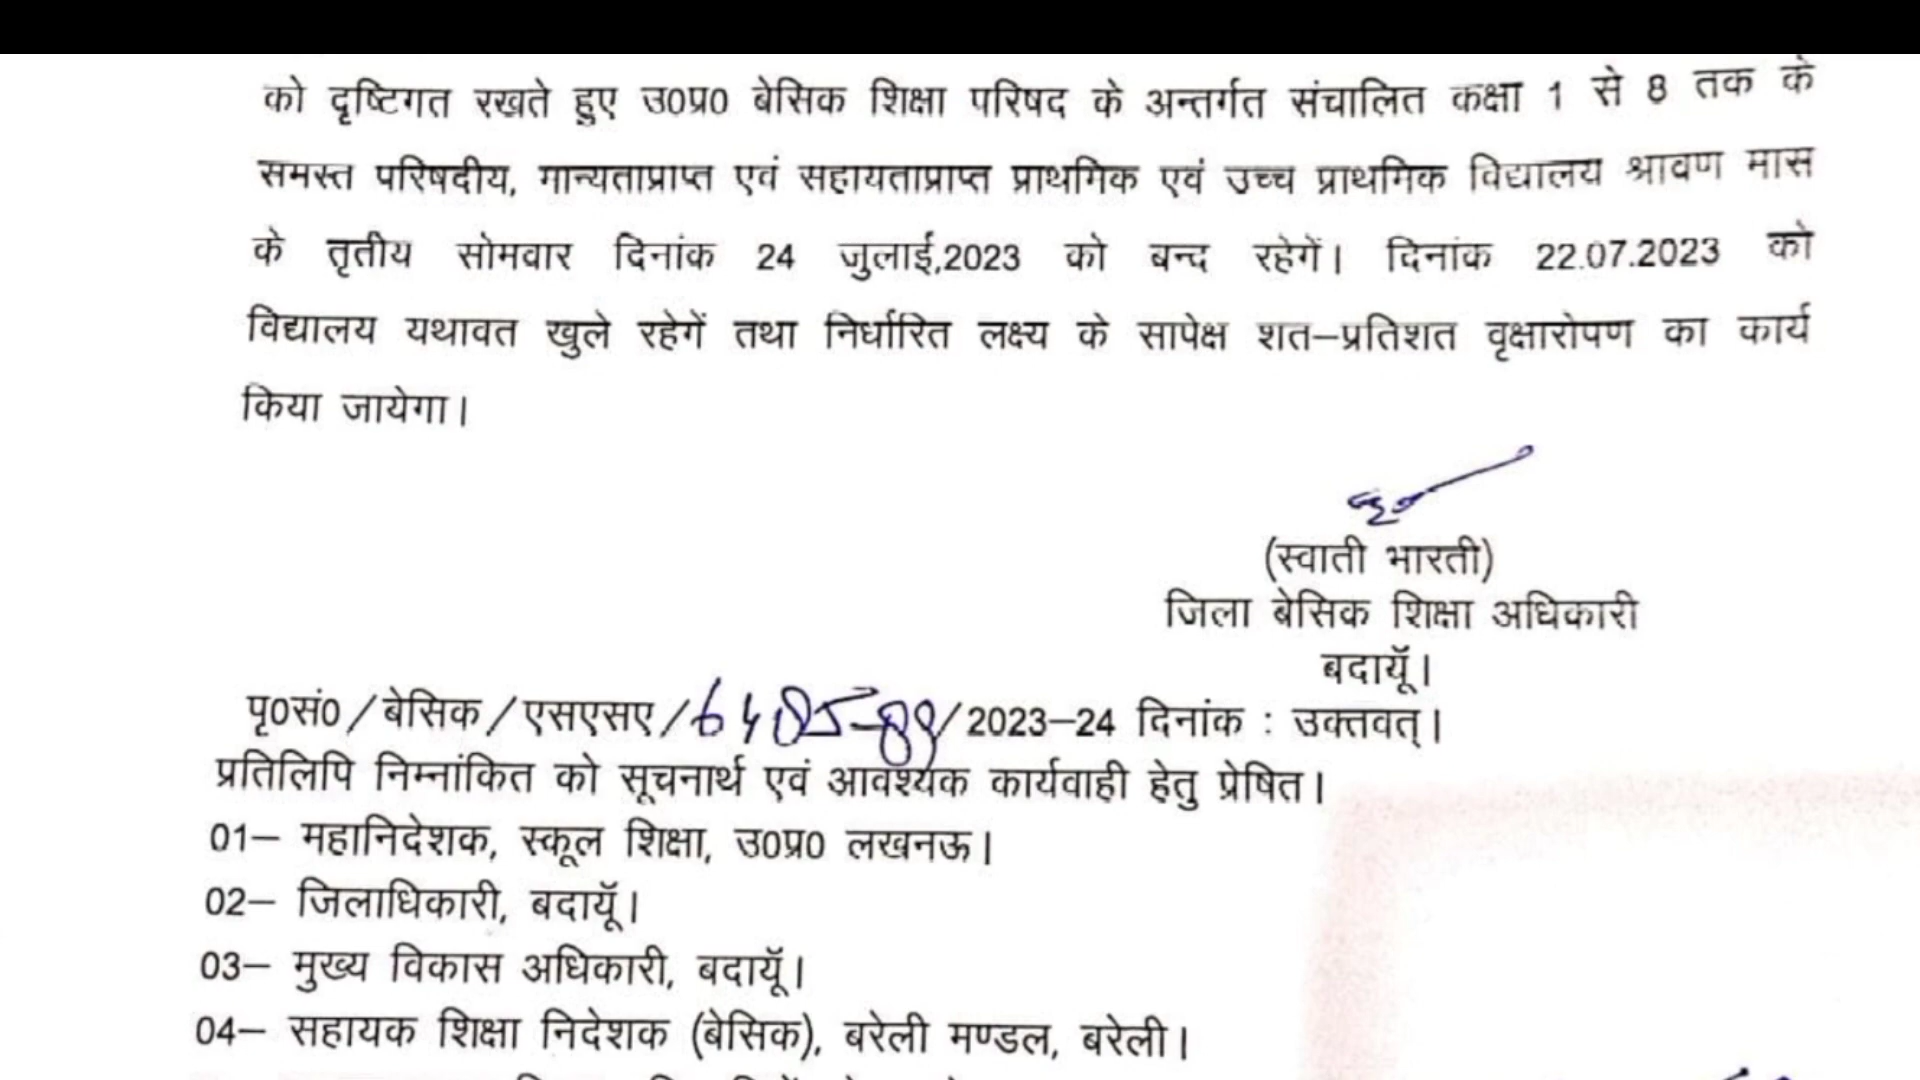 को दृष्टिगत रखते हुए उ0प्र0 बेसिक शिक्षा परिषद के अन्तर्गत संचालित कक्षा 1 से 8 तक के
समस्त परिषदीय, मान्यताप्राप्त एवं सहायताप्राप्त प्राथमिक एवं उच्च प्राथमिक विद्यालय श्रावण मास
के तृतीय सोमवार दिनांक 24 जुलाई,2023 को बन्द रहेगें। दिनांक 22.07.2023 को
विद्यालय यथावत खुले रहेगें तथा निर्धारित लक्ष्य के सापेक्ष शत–प्रतिशत वृक्षारोपण का कार्य
किया जायेगा।
(स्वाती भारती)
जिला बेसिक शिक्षा अधिकारी
बदायूॅ।
पृ0सं0/बेसिक/एसएसए/6485-89/2023–24 दिनांक : उक्तवत्।
प्रतिलिपि निम्नांकित को सूचनार्थ एवं आवश्यक कार्यवाही हेतु प्रेषित।
01– महानिदेशक, स्कूल शिक्षा, उ0प्र0 लखनऊ।
02– जिलाधिकारी, बदायूॅ।
03– मुख्य विकास अधिकारी, बदायूॅ।
04– सहायक शिक्षा निदेशक (बेसिक), बरेली मण्डल, बरेली।